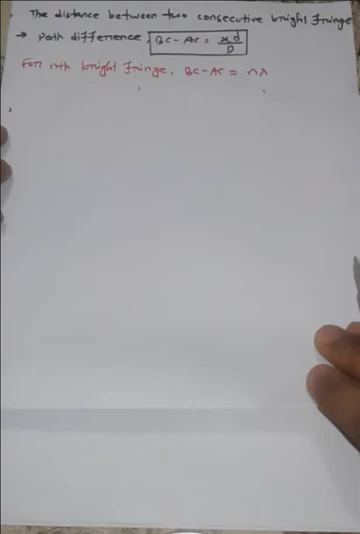 The distance between two consecutive bright fringe
→ Path difference, BC - AC = xd/D
For nth bright fringe, BC - AC = nλ